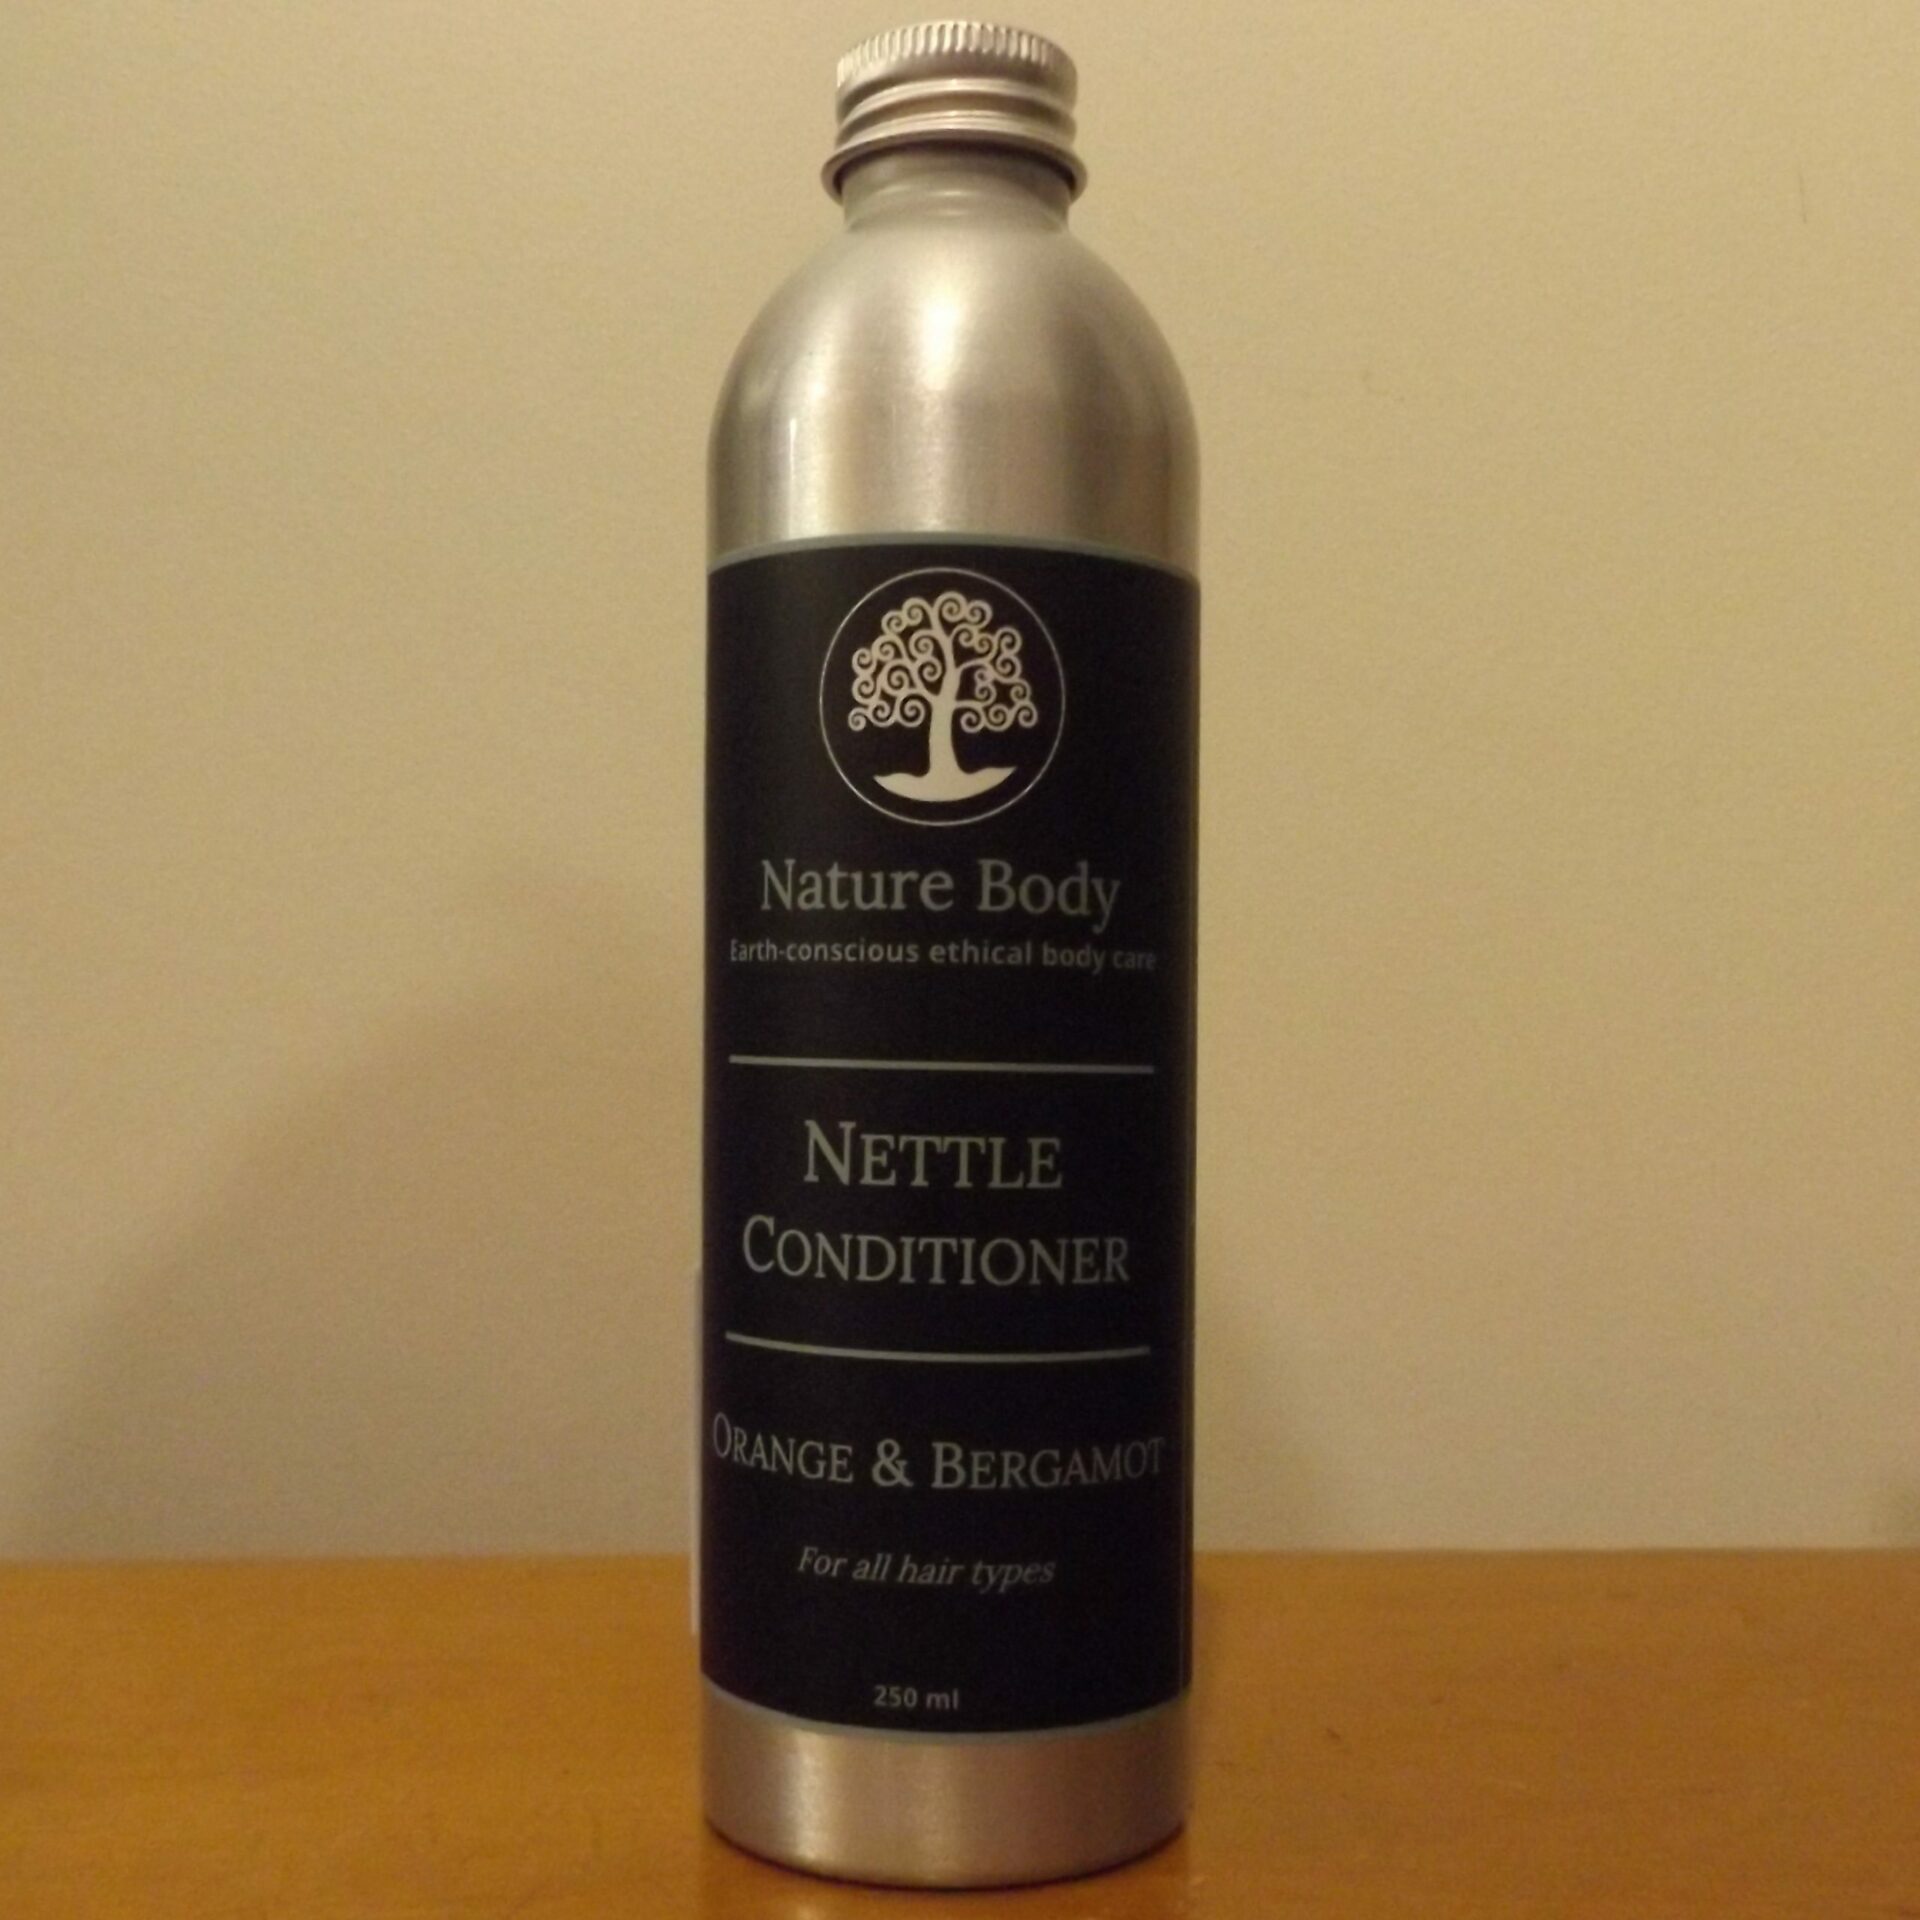 Nature Body
Earth-conscious ethical body care
NETTLE
CONDITIONER
ORANGE & BERGAMOT
For all hair types
250 ml